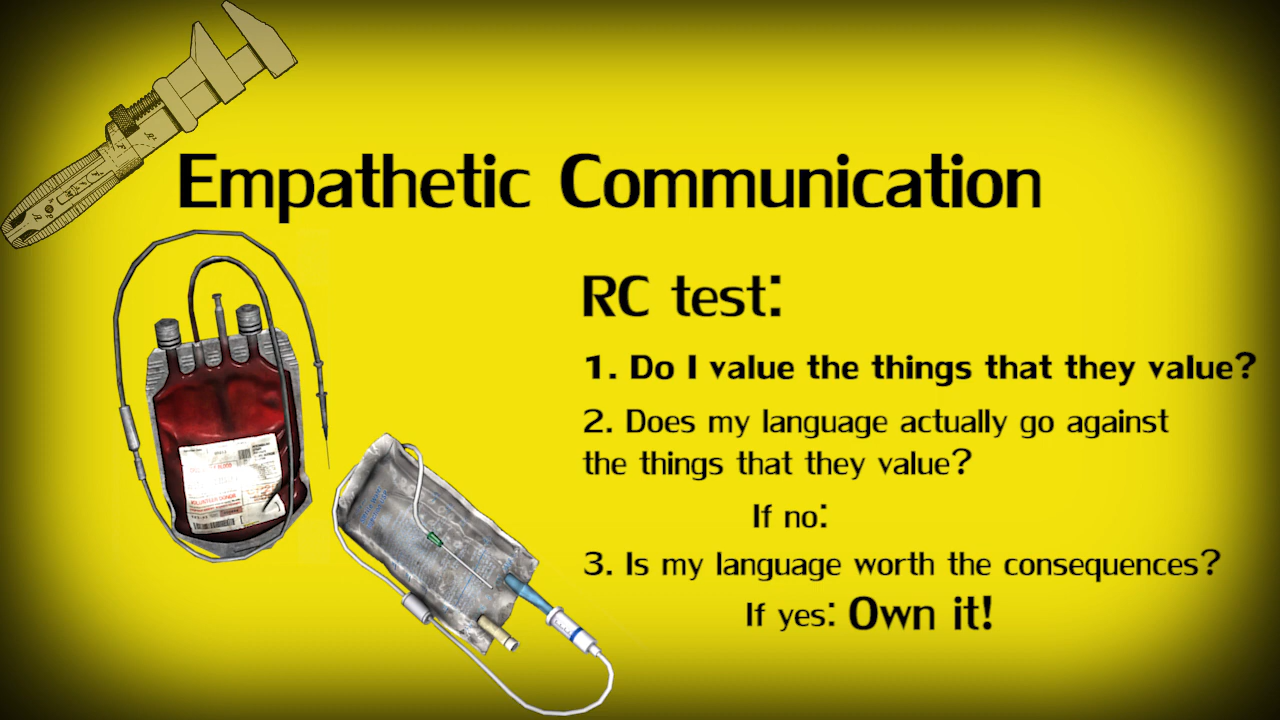 Empathetic Communication
RC test:
1. Do I value the things that they value?
2. Does my language actually go against
the things that they value?
If no:
3. Is my language worth the consequences?
If yes: Own it!